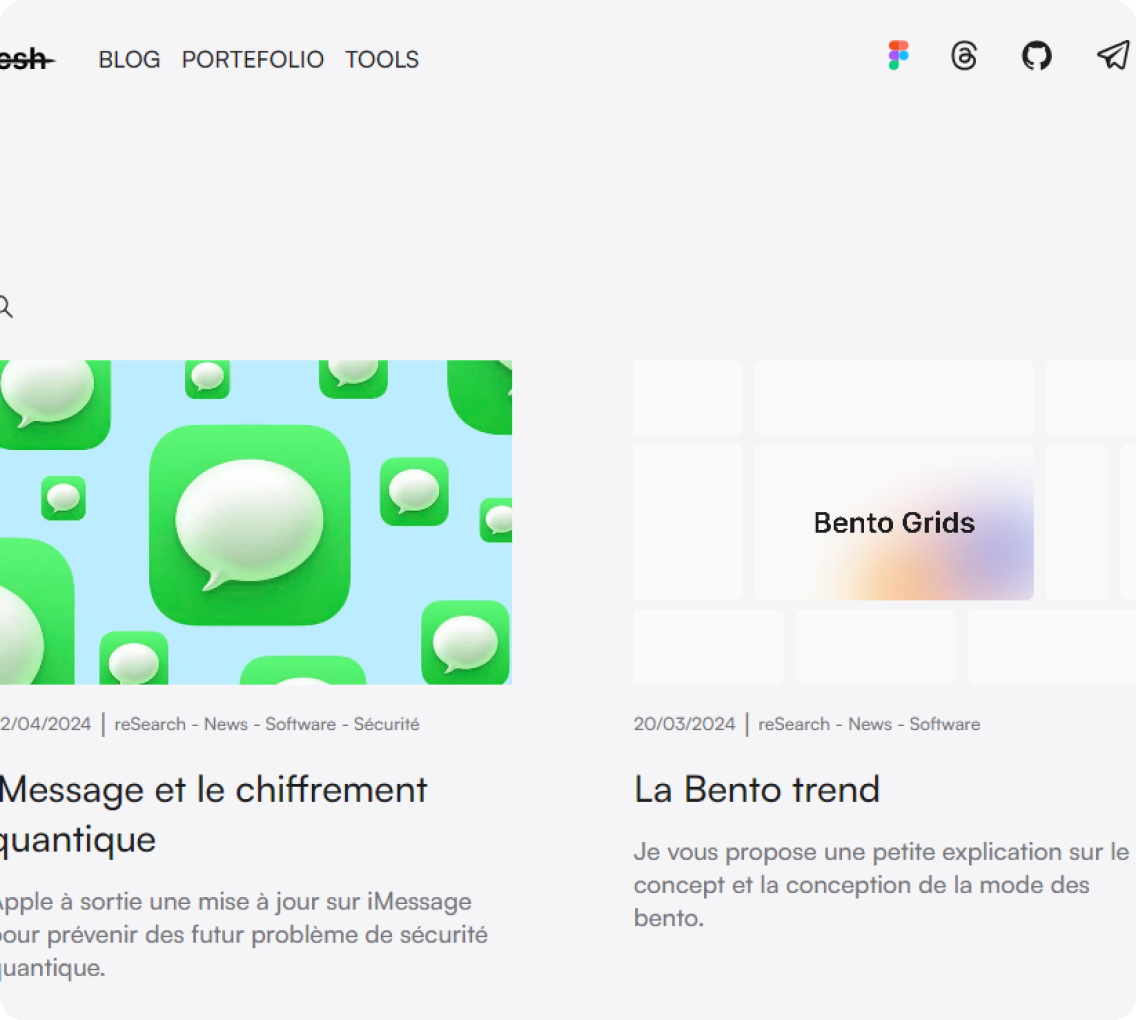 esh
BLOG PORTEFOLIO TOOLS
Bento Grids
2/04/2024 | reSearch - News - Software - Sécurité
Message et le chiffrement
quantique
Apple à sortie une mise à jour sur iMessage
pour prévenir des futur problème de sécurité
quantique.
20/03/2024 | reSearch - News - Software
La Bento trend
Je vous propose une petite explication sur le
concept et la conception de la mode des
bento.